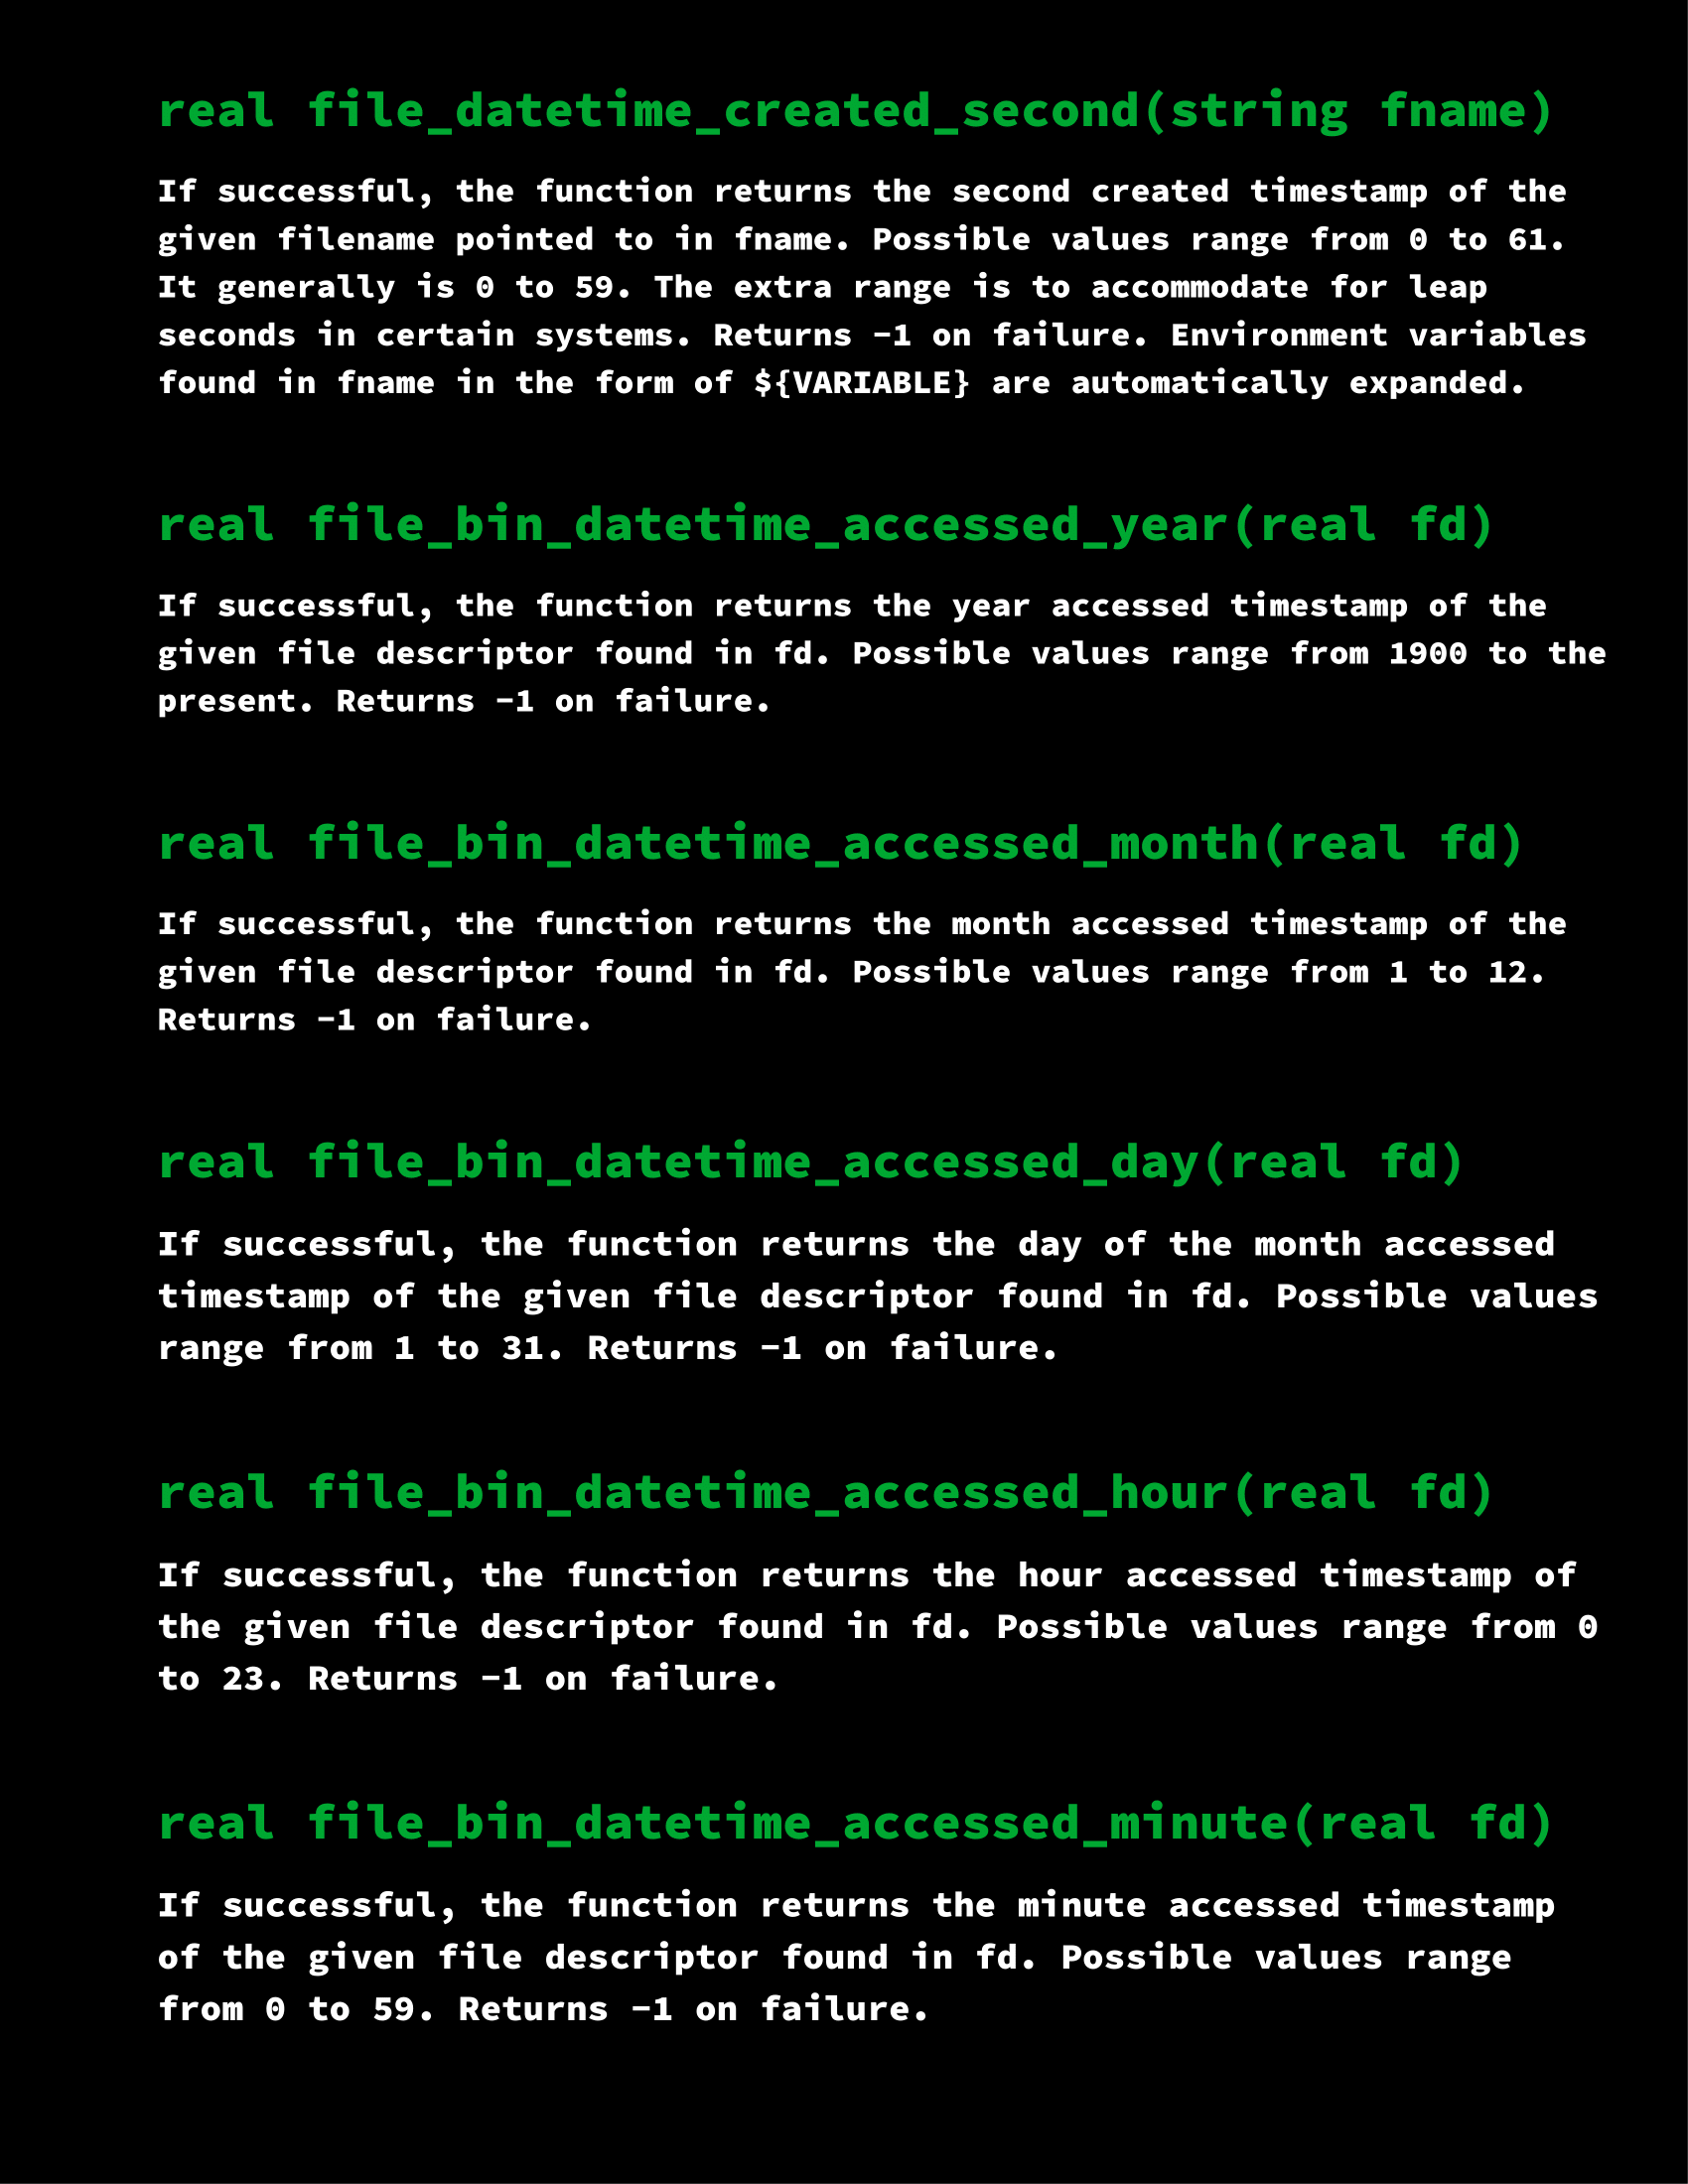 real file_datetime_created_second(string fname)
If successful, the function returns the second created timestamp of the
given filename pointed to in fname. Possible values range from 0 to 61.
It generally is 0 to 59. The extra range is to accommodate for leap
seconds in certain systems. Returns -1 on failure. Environment variables
found in fname in the form of ${VARIABLE} are automatically expanded.
real file_bin_datetime_accessed_year(real fd)
If successful, the function returns the year accessed timestamp of the
given file descriptor found in fd. Possible values range from 1900 to the
present. Returns -1 on failure.
real file_bin_datetime_accessed_month(real fd)
If successful, the function returns the month accessed timestamp of the
given file descriptor found in fd. Possible values range from 1 to 12.
Returns -1 on failure.
real file_bin_datetime_accessed_day(real fd)
If successful, the function returns the day of the month accessed
timestamp of the given file descriptor found in fd. Possible values
range from 1 to 31. Returns -1 on failure.
real file_bin_datetime_accessed_hour(real fd)
If successful, the function returns the hour accessed timestamp of
the given file descriptor found in fd. Possible values range from 0
to 23. Returns -1 on failure.
real file_bin_datetime_accessed_minute(real fd)
If successful, the function returns the minute accessed timestamp
of the given file descriptor found in fd. Possible values range
from 0 to 59. Returns -1 on failure.